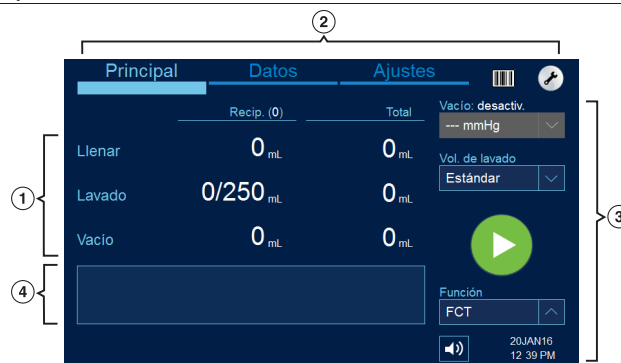 2
Principal Datos Ajustes
Recip. (0) Total
Vacío: desactiv.
--- mmHg
Llenar 0 mL 0 mL
Vol. de lavado
Estándar
1
Lavado 0/250 mL 0 mL
3
Vacío 0 mL 0 mL
4
Función
FCT
20JAN16
12 39 PM